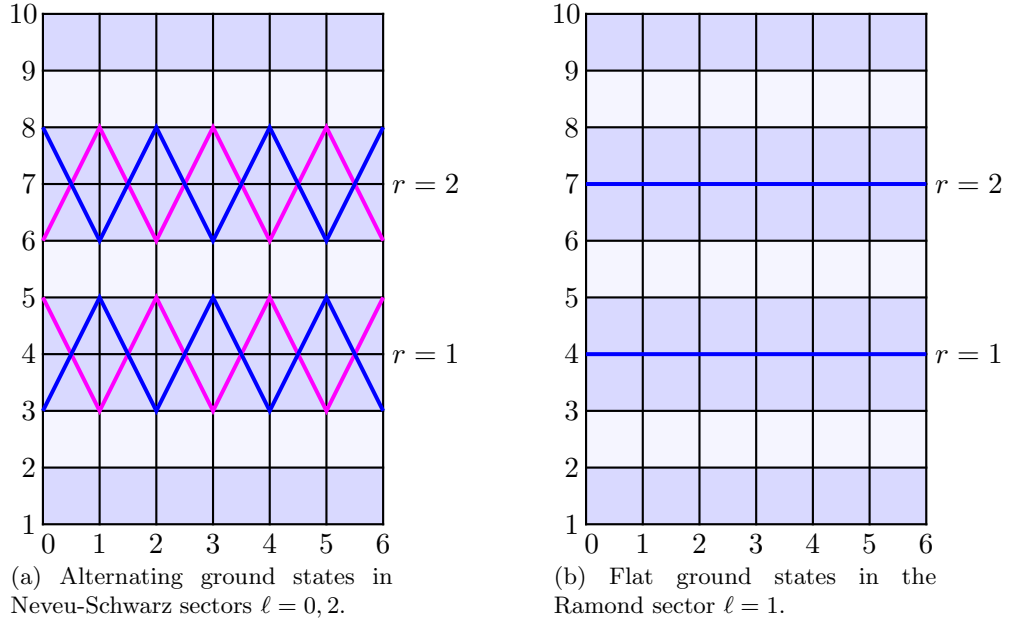 10
9
8
7
6
5
4
3
2
1
r = 2
r = 1
0 1 2 3 4 5 6
(a) Alternating ground states in
Neveu-Schwarz sectors ℓ = 0, 2.
10
9
8
7
6
5
4
3
2
1
r = 2
r = 1
0 1 2 3 4 5 6
(b) Flat ground states in the
Ramond sector ℓ = 1.